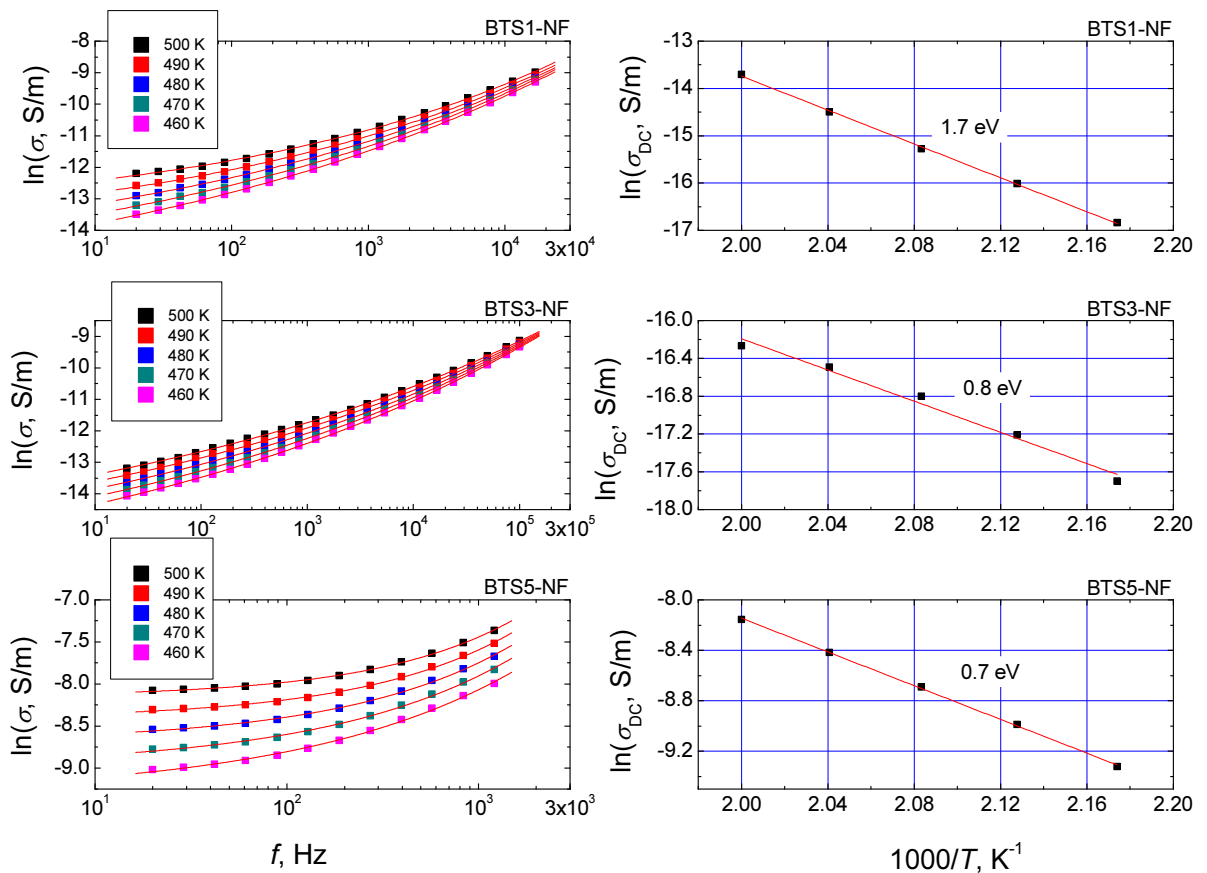 BTS1-NF
500 K
490 K
480 K
470 K
460 K
ln(σ, S/m)
-8
-9
-10
-11
-12
-13
-14
10¹ 10² 10³ 10⁴ 3x10⁴
BTS1-NF
ln(σDC, S/m)
-13
-14
-15
-16
-17
1.7 eV
2.00 2.04 2.08 2.12 2.16 2.20
BTS3-NF
500 K
490 K
480 K
470 K
460 K
ln(σ, S/m)
-9
-10
-11
-12
-13
-14
10¹ 10² 10³ 10⁴ 10⁵ 3x10⁵
BTS3-NF
ln(σDC, S/m)
-16.0
-16.4
-16.8
-17.2
-17.6
-18.0
0.8 eV
2.00 2.04 2.08 2.12 2.16 2.20
BTS5-NF
500 K
490 K
480 K
470 K
460 K
ln(σ, S/m)
-7.0
-7.5
-8.0
-8.5
-9.0
10¹ 10² 10³ 3x10³
f, Hz
BTS5-NF
ln(σDC, S/m)
-8.0
-8.4
-8.8
-9.2
0.7 eV
2.00 2.04 2.08 2.12 2.16 2.20
1000/T, K⁻¹